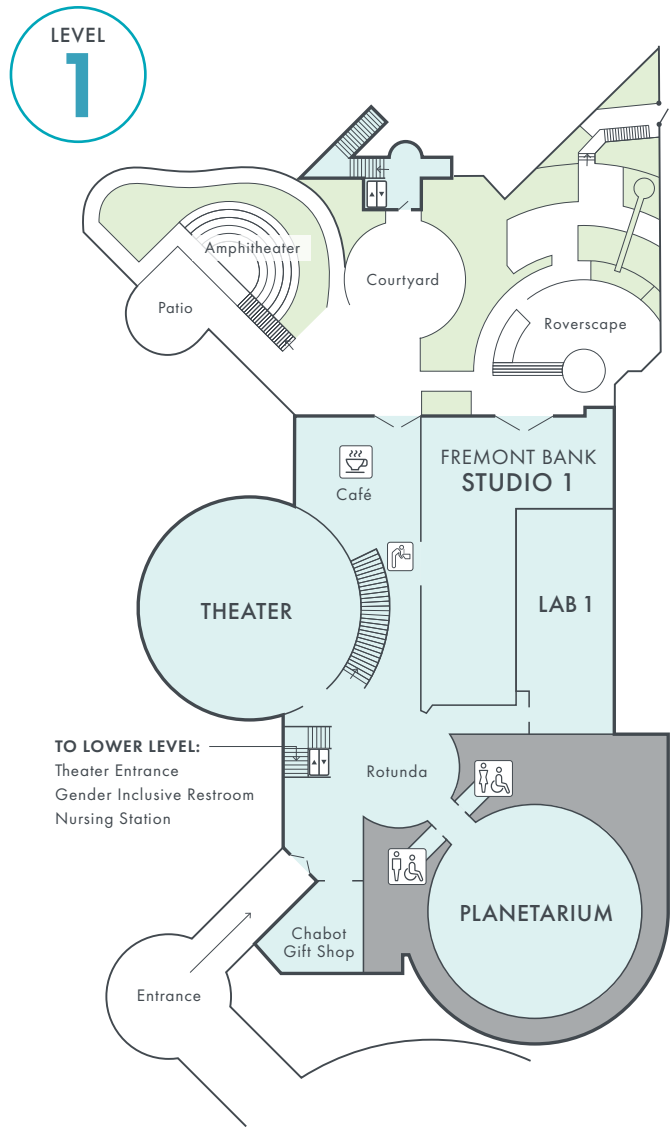 LEVEL
1
Amphitheater
Courtyard
Patio
Roverscape
FREMONT BANK
STUDIO 1
Café
THEATER
LAB 1
TO LOWER LEVEL:
Theater Entrance
Gender Inclusive Restroom
Nursing Station
Rotunda
PLANETARIUM
Chabot
Gift Shop
Entrance